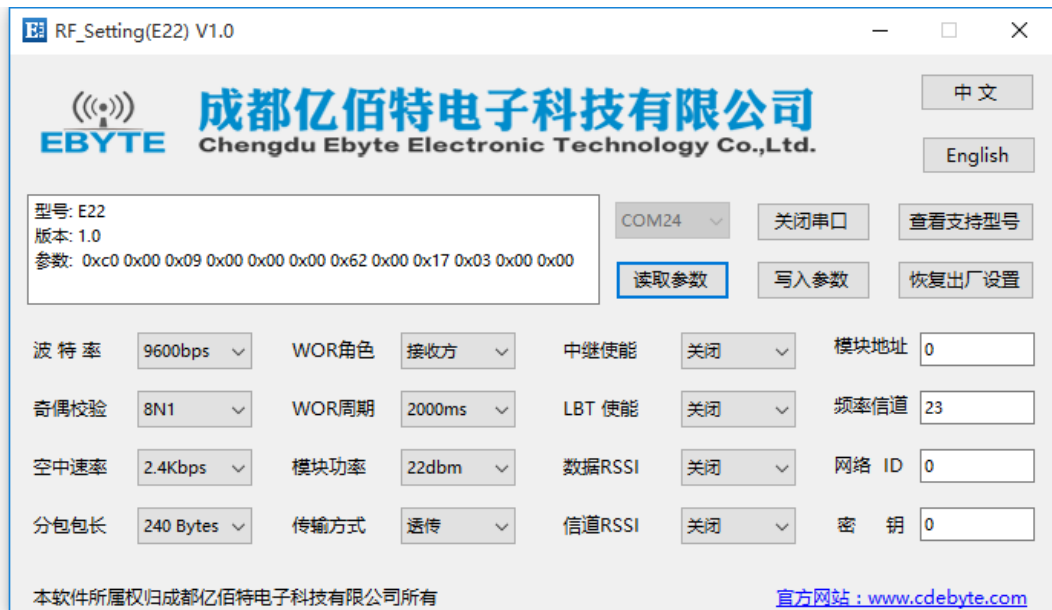 RF_Setting(E22) V1.0
中 文
EBYTE
成都亿佰特电子科技有限公司
Chengdu Ebyte Electronic Technology Co.,Ltd.
English
型号: E22
版本: 1.0
参数: 0xc0 0x00 0x09 0x00 0x00 0x00 0x62 0x00 0x17 0x03 0x00 0x00
COM24 关闭串口 查看支持型号
读取参数 写入参数 恢复出厂设置
波 特 率 9600bps WOR角色 接收方 中继使能 关闭 模块地址 0
奇偶校验 8N1 WOR周期 2000ms LBT 使能 关闭 频率信道 23
空中速率 2.4Kbps 模块功率 22dbm 数据RSSI 关闭 网络 ID 0
分包包长 240 Bytes 传输方式 透传 信道RSSI 关闭 密 钥 0
本软件所属权归成都亿佰特电子科技有限公司所有 官方网站：www.cdebyte.com